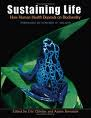 Sustaining Life
How Human Health Depends on Biodiversity
Edited by Eric Chivian and Aaron Bernstein